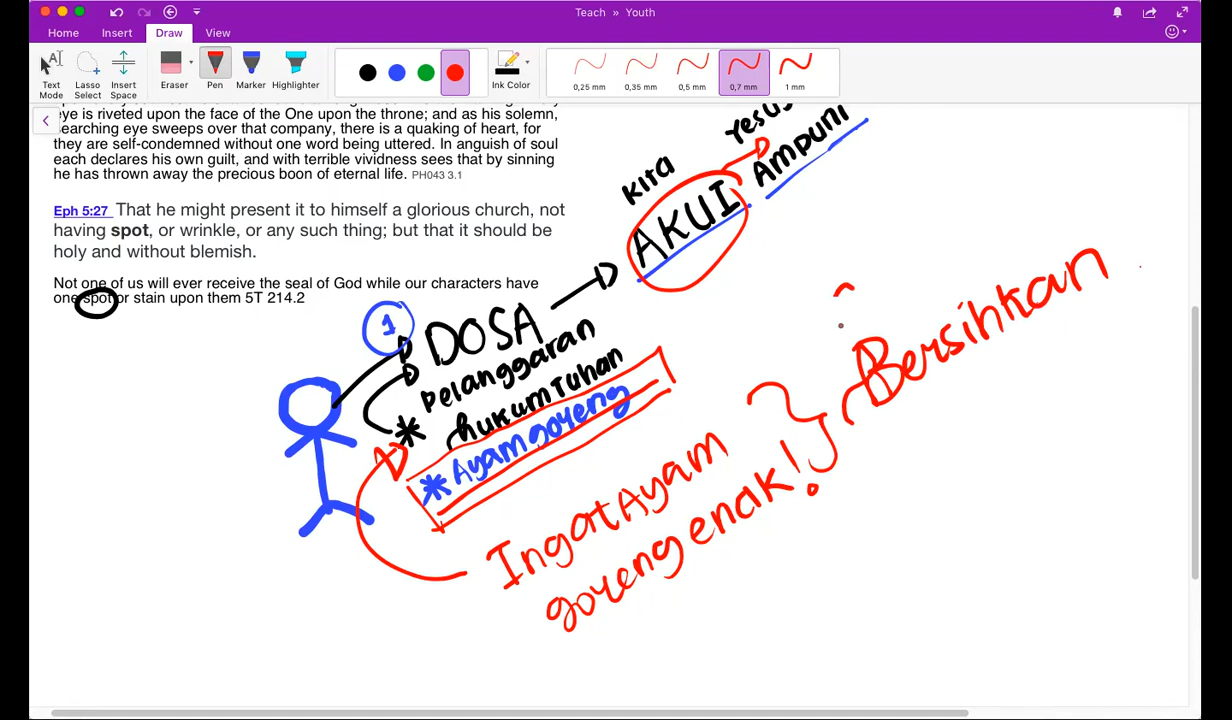 Teach » Youth
Home Insert Draw View
Text Mode
Lasso Select
Insert Space
Eraser
Pen
Marker
Highlighter
Ink Color
0,25 mm
0,35 mm
0,5 mm
0,7 mm
1 mm
eye is riveted upon the face of the One upon the throne; and as his solemn,
searching eye sweeps over that company, there is a quaking of heart, for
they are self-condemned without one word being uttered. In anguish of soul
each declares his own guilt, and with terrible vividness sees that by sinning
he has thrown away the precious boon of eternal life. PH043 3.1
Eph 5:27 That he might present it to himself a glorious church, not
having spot, or wrinkle, or any such thing; but that it should be
holy and without blemish.
Not one of us will ever receive the seal of God while our characters have
one spot or stain upon them 5T 214.2
Kita
AKUI
Yesus
Ampuni
1
DOSA
* Pelanggaran
hukum Tuhan
* Ayam goreng
Ingat Ayam
goreng enak!
Bersihkan